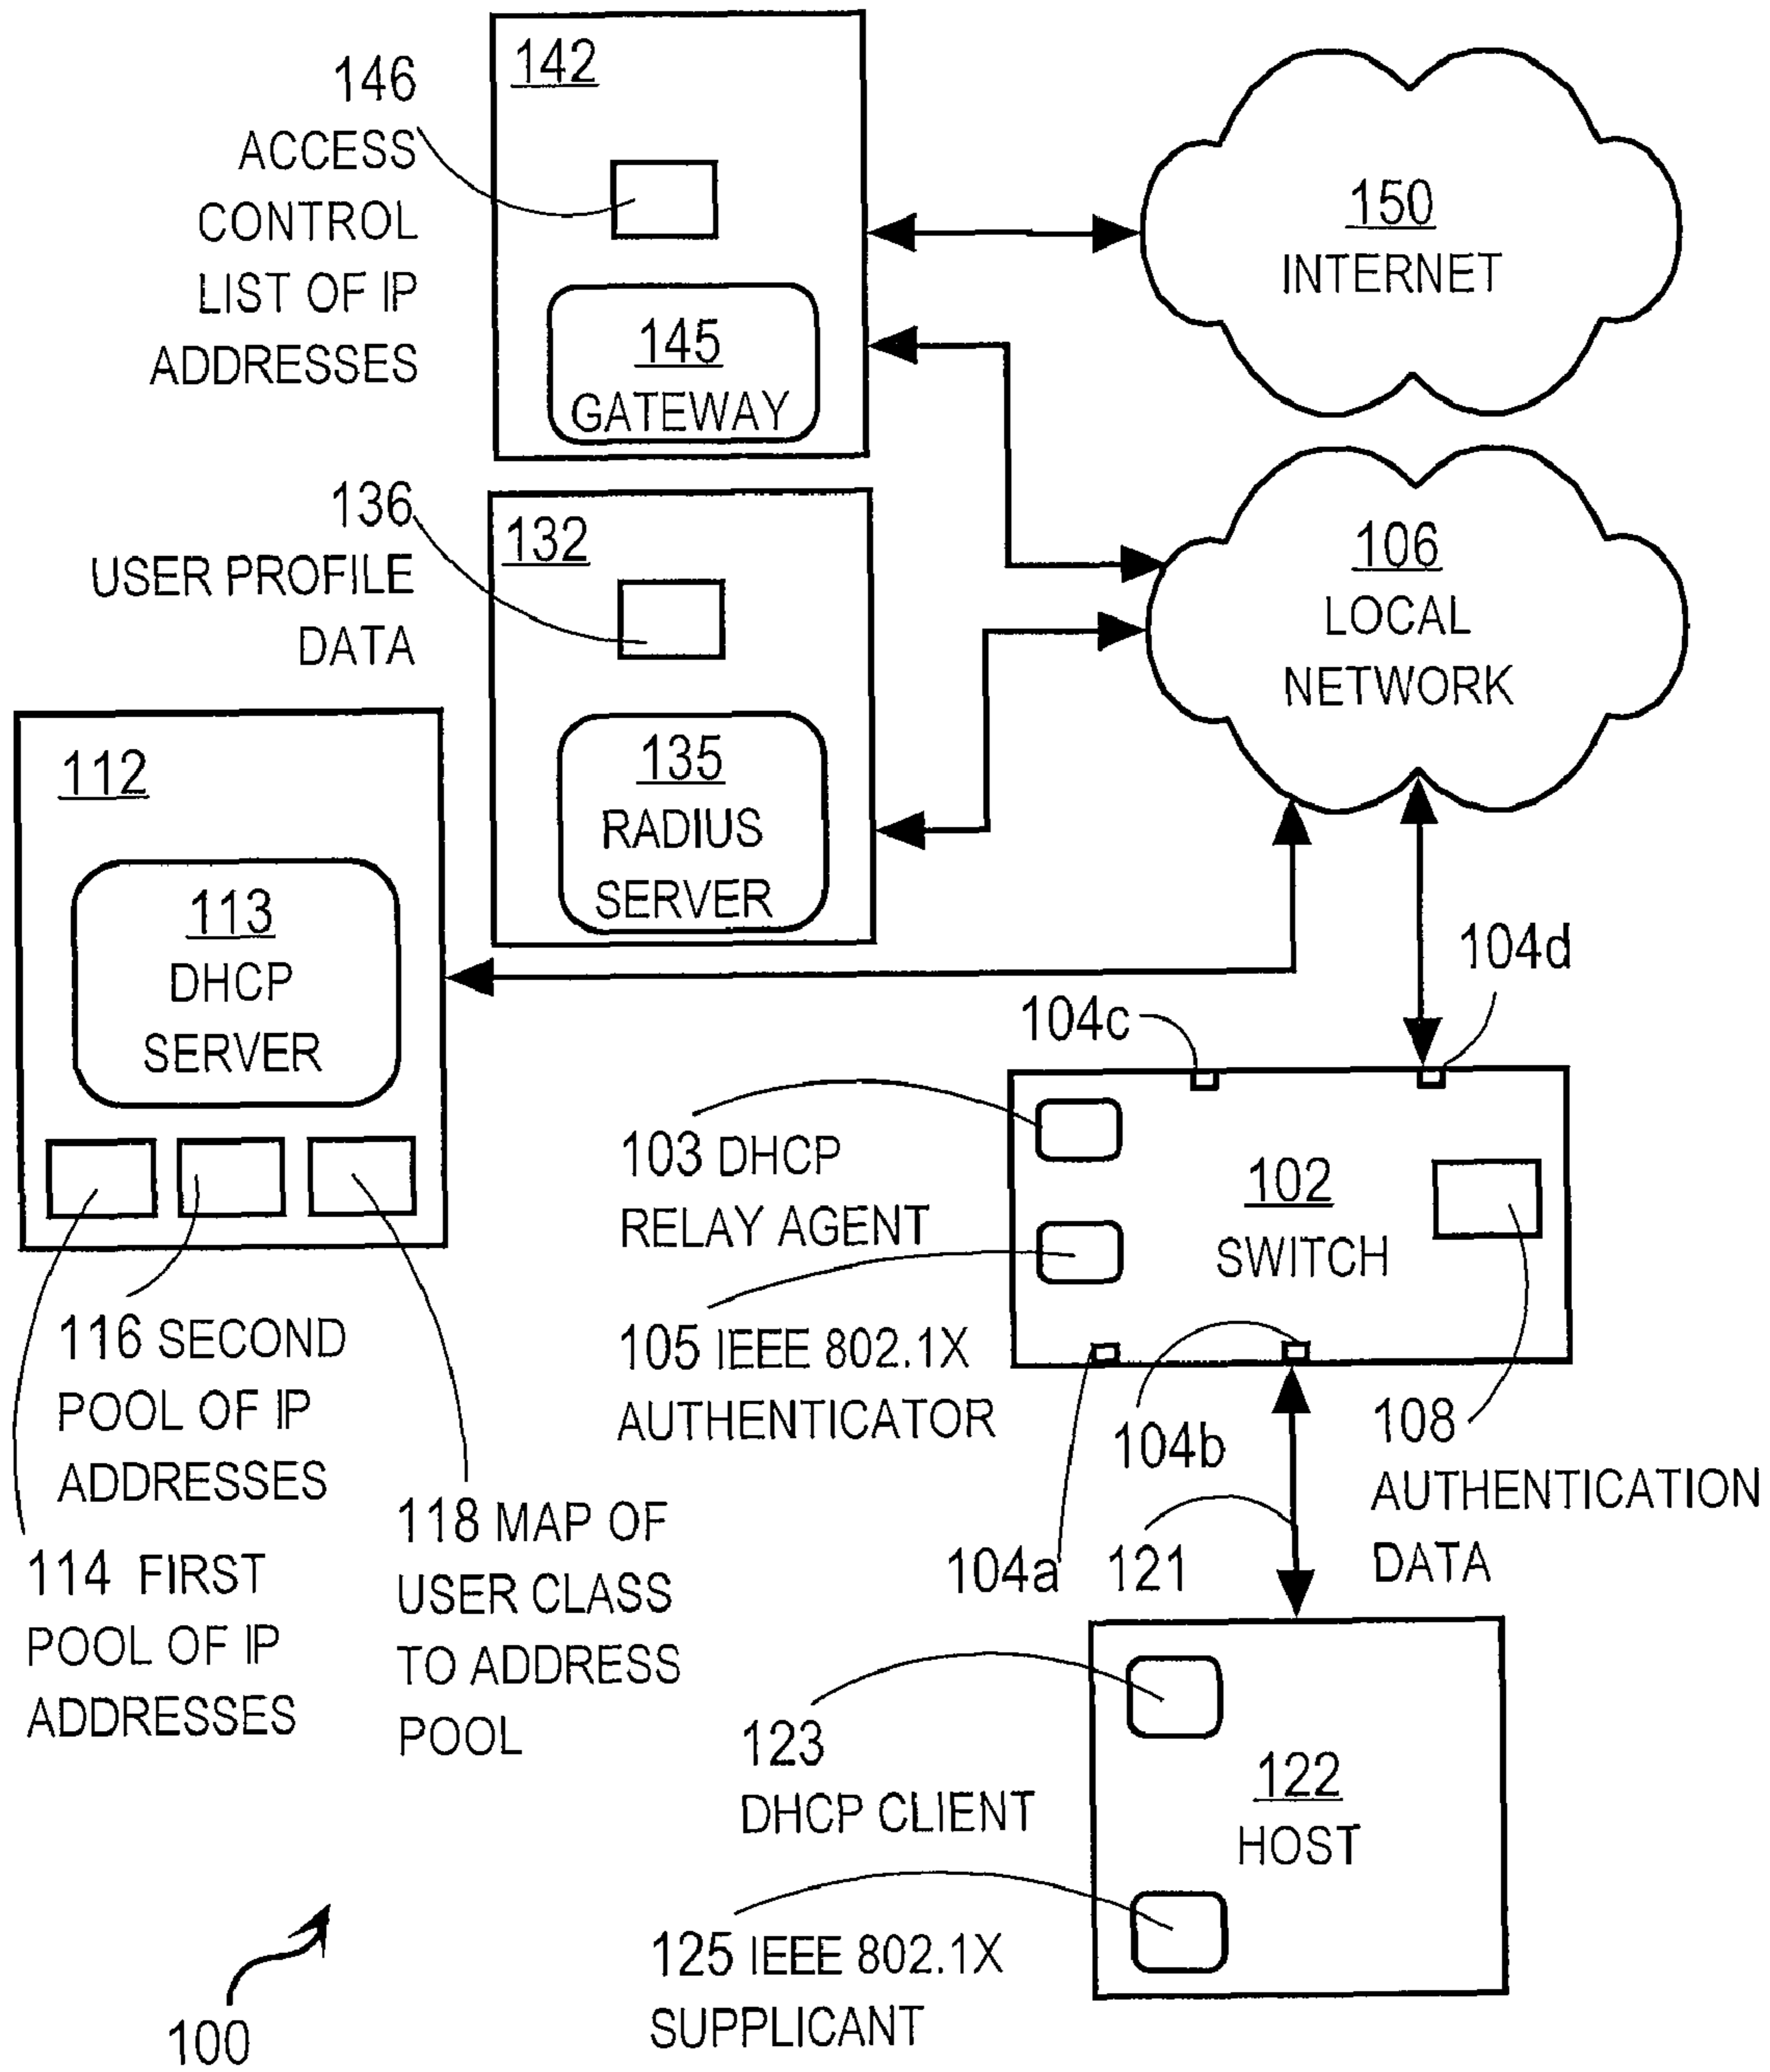 142
146
ACCESS
CONTROL
LIST OF IP
ADDRESSES
145
GATEWAY
150
INTERNET
136
USER PROFILE
DATA
132
135
RADIUS
SERVER
106
LOCAL
NETWORK
112
113
DHCP
SERVER
104c
104d
103 DHCP
RELAY AGENT
102
SWITCH
105 IEEE 802.1X
AUTHENTICATOR
104a
104b
121
108
AUTHENTICATION
DATA
116 SECOND
POOL OF IP
ADDRESSES
114 FIRST
POOL OF IP
ADDRESSES
118 MAP OF
USER CLASS
TO ADDRESS
POOL
123
DHCP CLIENT
122
HOST
125 IEEE 802.1X
SUPPLICANT
100